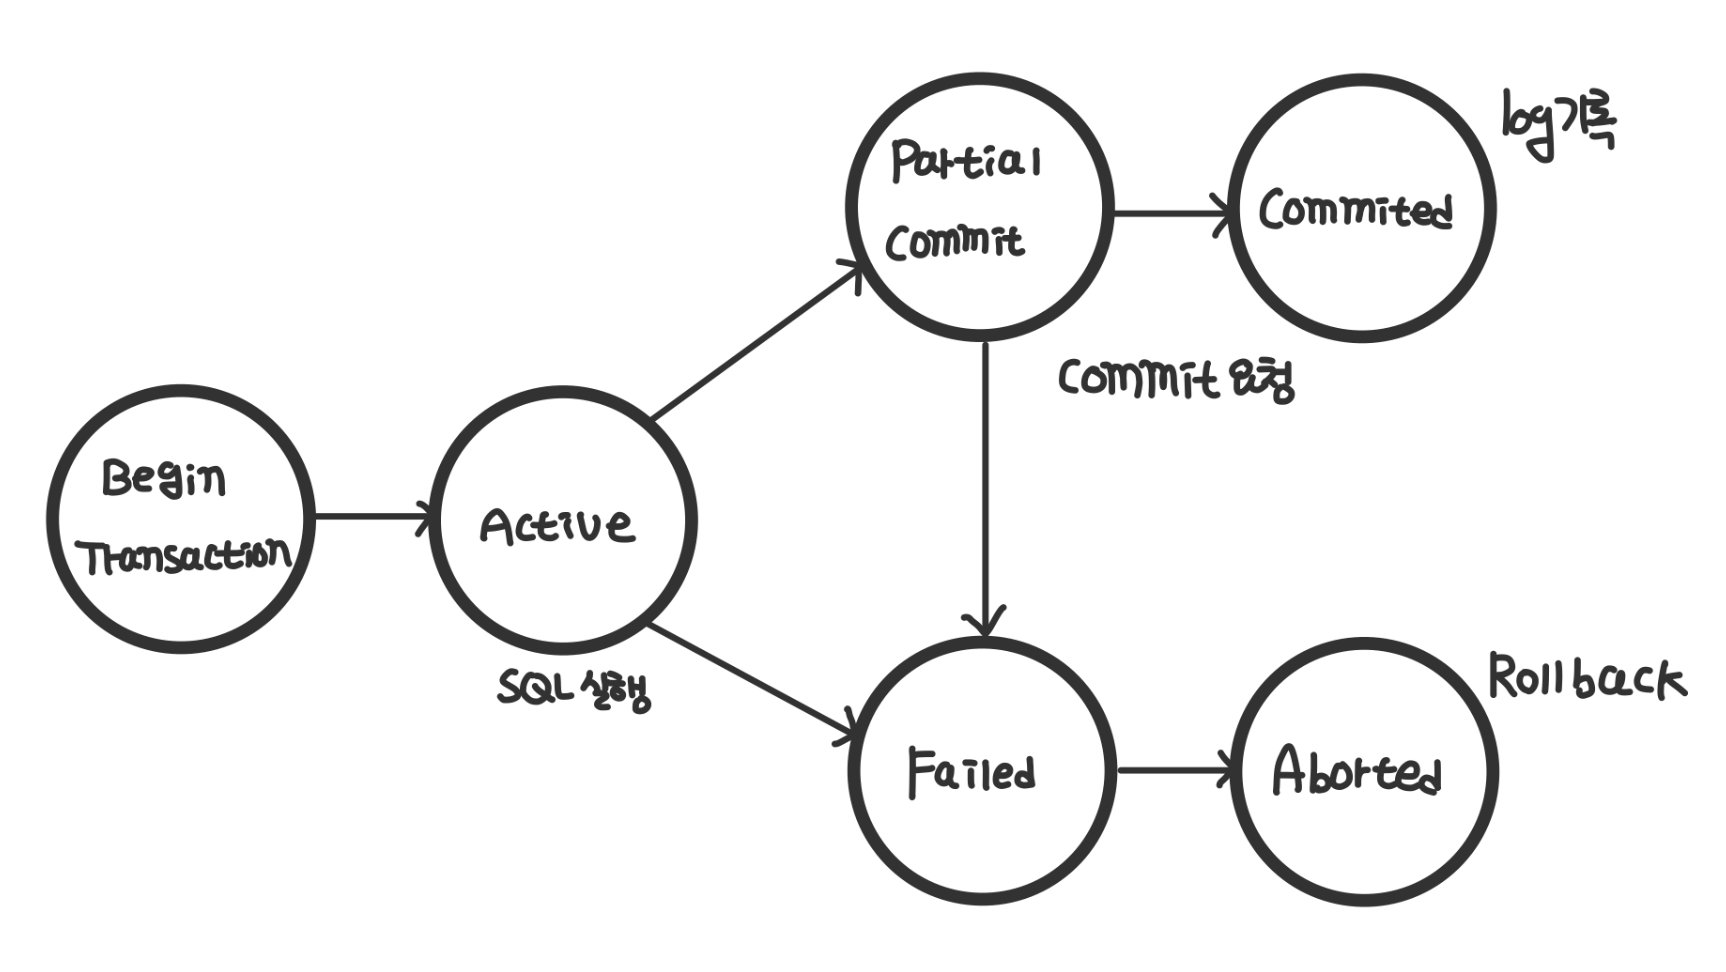 Begin
Transaction
Active
SQL 실행
Partial
Commit
Commit 요청
Commited
log기록
Failed
Aborted
Rollback